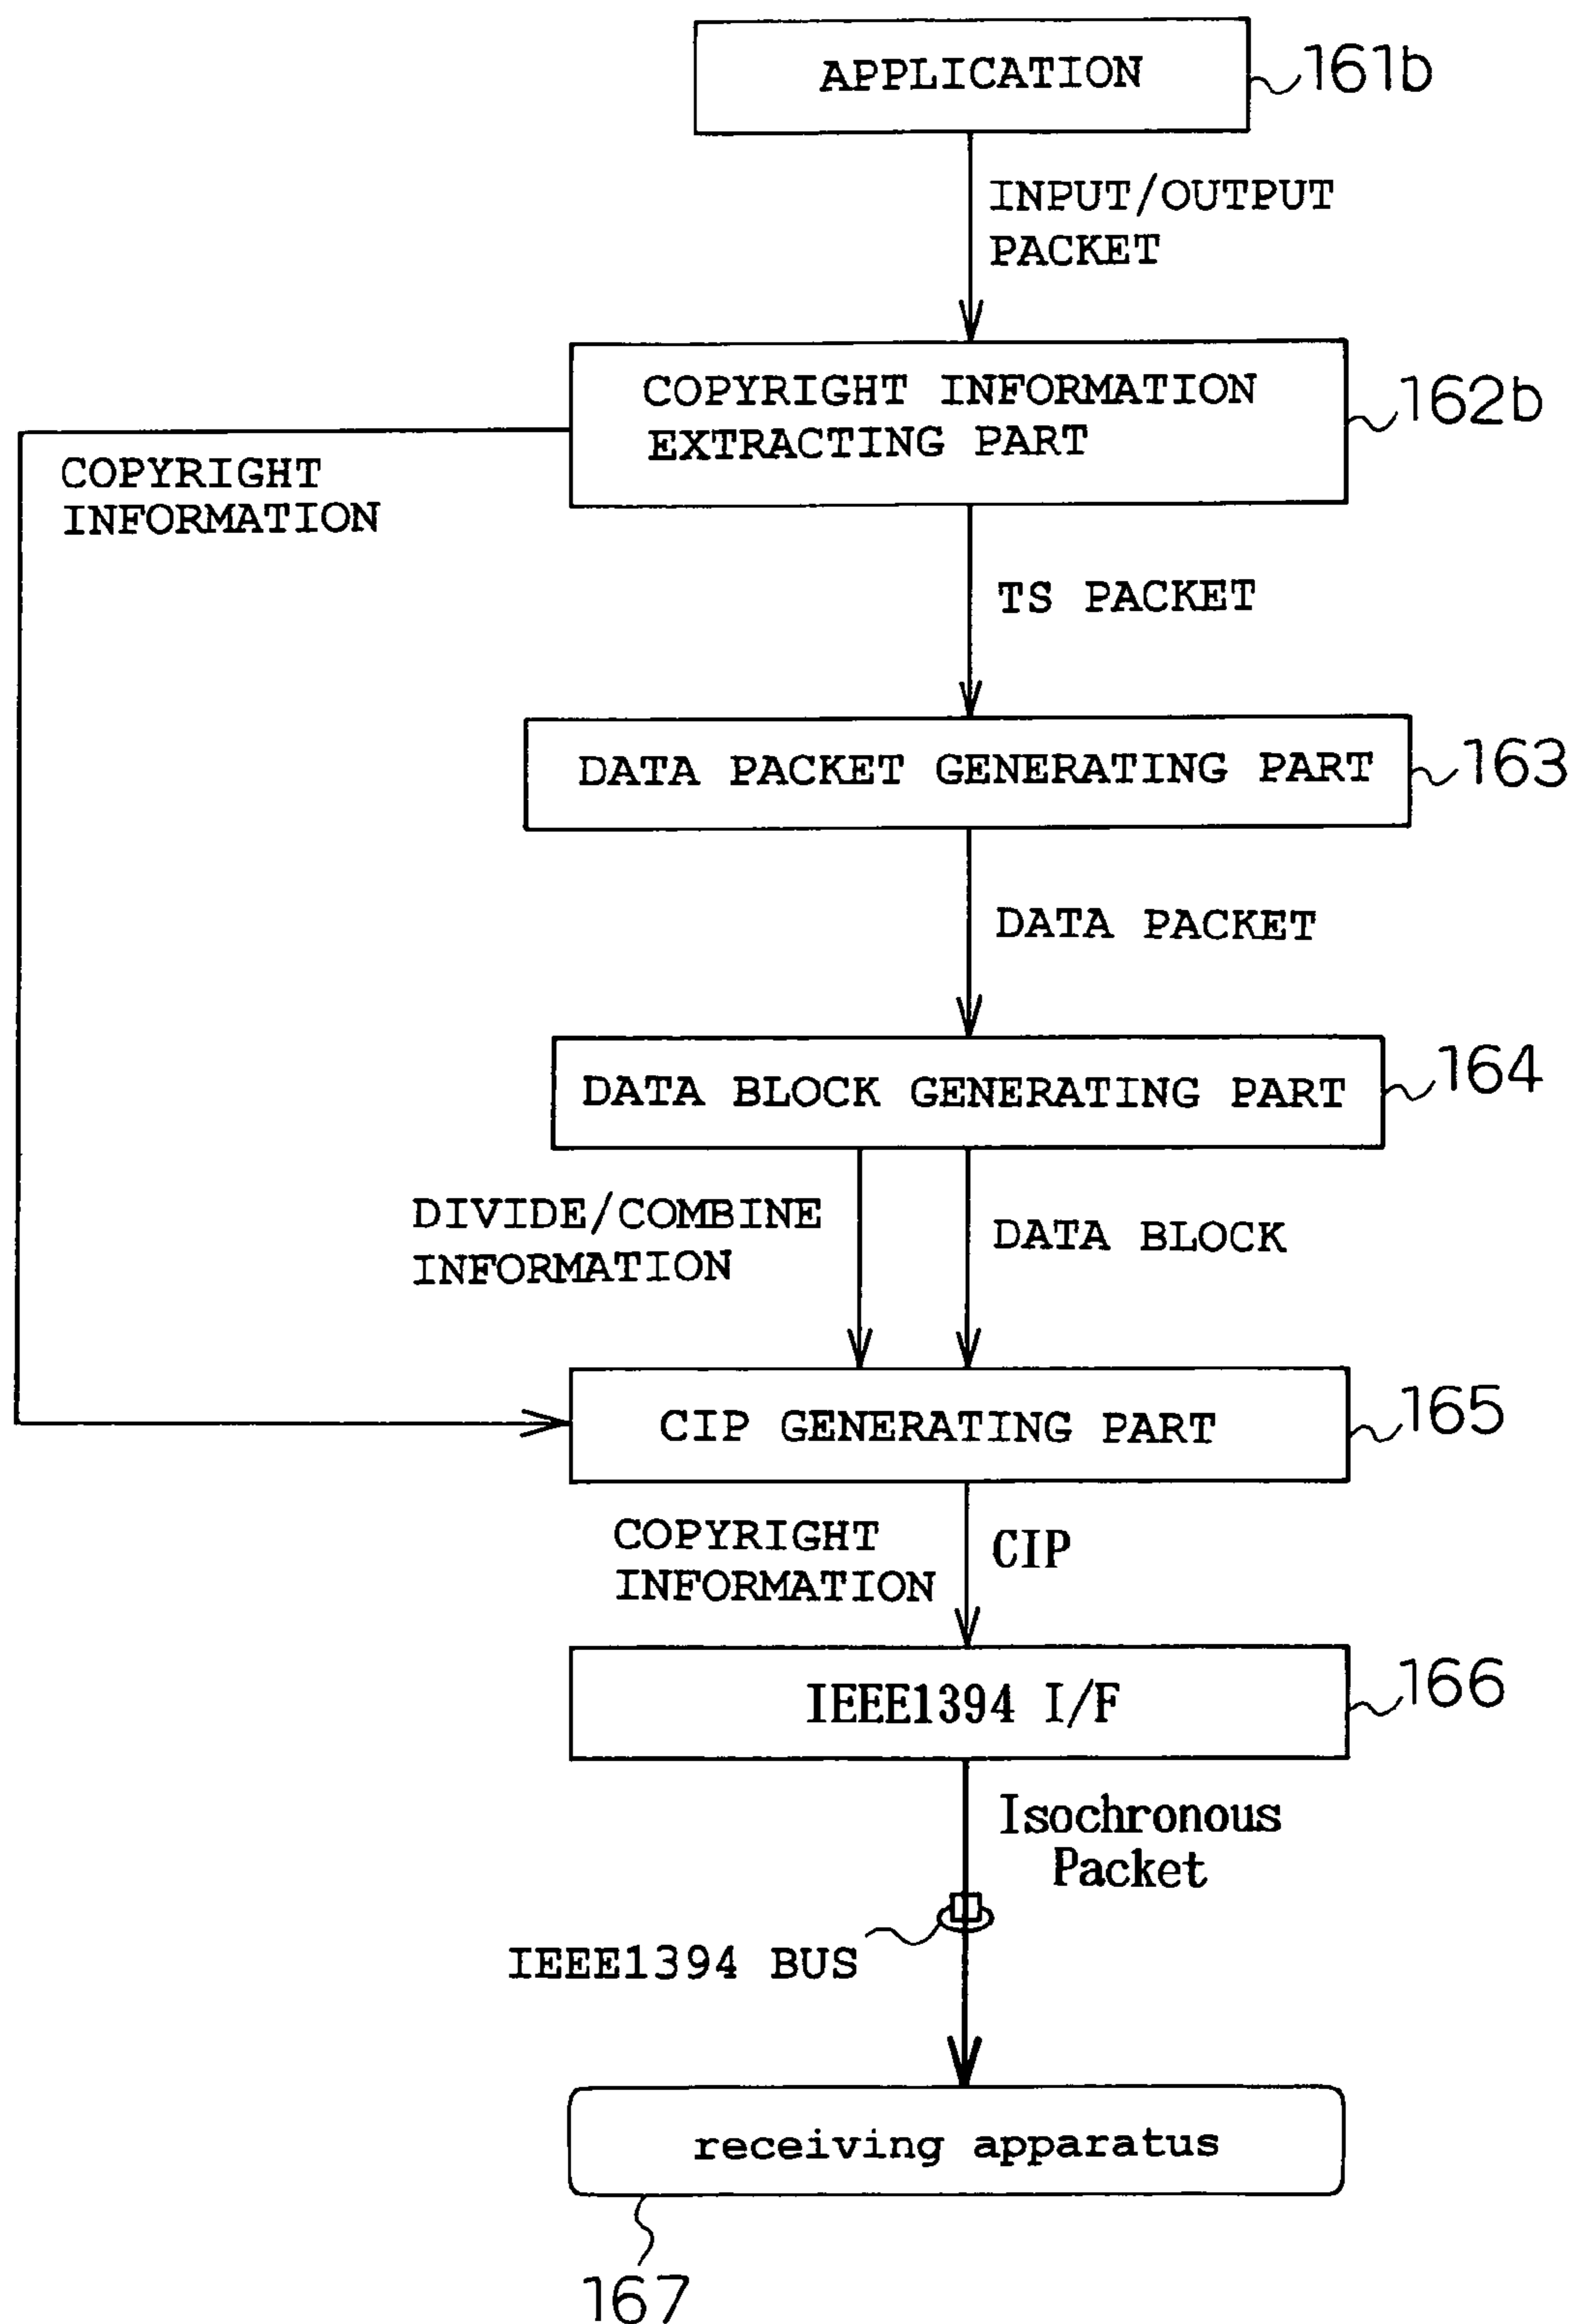 APPLICATION
161b
INPUT/OUTPUT
PACKET
COPYRIGHT INFORMATION
EXTRACTING PART
162b
COPYRIGHT
INFORMATION
TS PACKET
DATA PACKET GENERATING PART
163
DATA PACKET
DATA BLOCK GENERATING PART
164
DIVIDE/COMBINE
INFORMATION
DATA BLOCK
CIP GENERATING PART
165
COPYRIGHT
INFORMATION
CIP
IEEE1394 I/F
166
Isochronous
Packet
IEEE1394 BUS
receiving apparatus
167